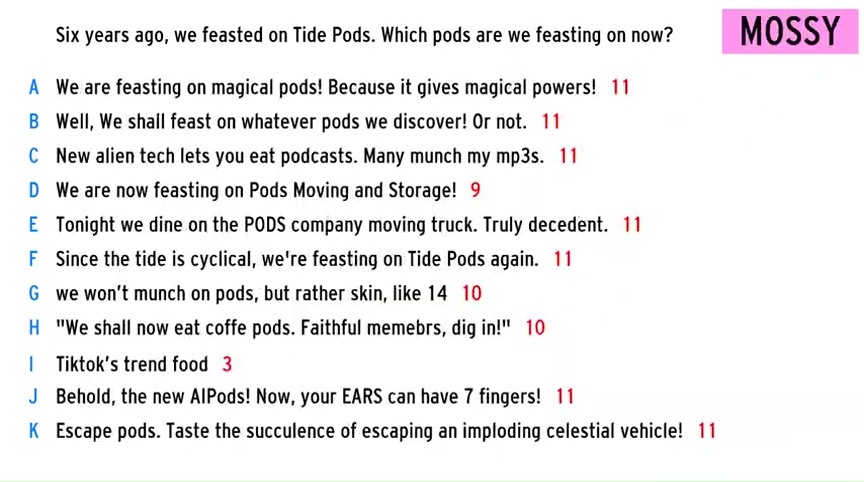 Six years ago, we feasted on Tide Pods. Which pods are we feasting on now?
MOSSY
A We are feasting on magical pods! Because it gives magical powers! 11
B Well, We shall feast on whatever pods we discover! Or not. 11
C New alien tech lets you eat podcasts. Many munch my mp3s. 11
D We are now feasting on Pods Moving and Storage! 9
E Tonight we dine on the PODS company moving truck. Truly decedent. 11
F Since the tide is cyclical, we're feasting on Tide Pods again. 11
G we won’t munch on pods, but rather skin, like 14 10
H "We shall now eat coffe pods. Faithful memebrs, dig in!" 10
I Tiktok’s trend food 3
J Behold, the new AIPods! Now, your EARS can have 7 fingers! 11
K Escape pods. Taste the succulence of escaping an imploding celestial vehicle! 11